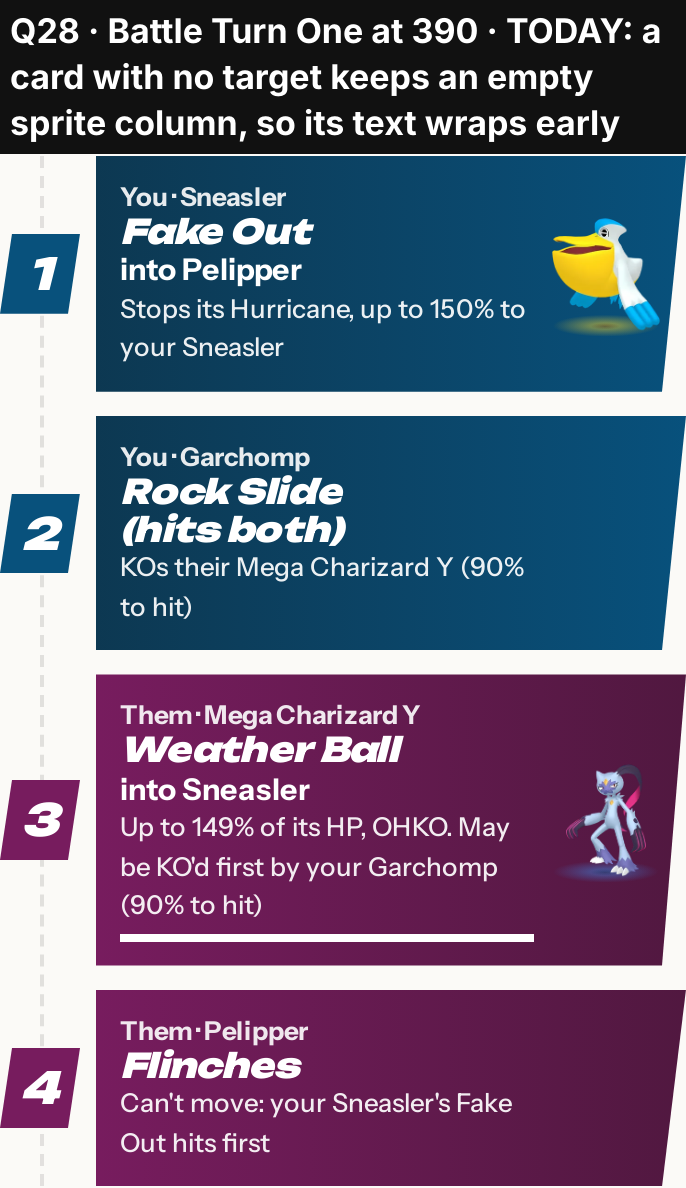 Q28 · Battle Turn One at 390 · TODAY: a
card with no target keeps an empty
sprite column, so its text wraps early
You · Sneasler
Fake Out
1
into Pelipper
Stops its Hurricane, up to 150% to
your Sneasler
You · Garchomp
Rock Slide
2
(hits both)
KOs their Mega Charizard Y (90%
to hit)
Them · Mega Charizard Y
Weather Ball
into Sneasler
3
Up to 149% of its HP, OHKO. May
be KO'd first by your Garchomp
(90% to hit)
Them · Pelipper
Flinches
4
Can't move: your Sneasler's Fake
Out hits first